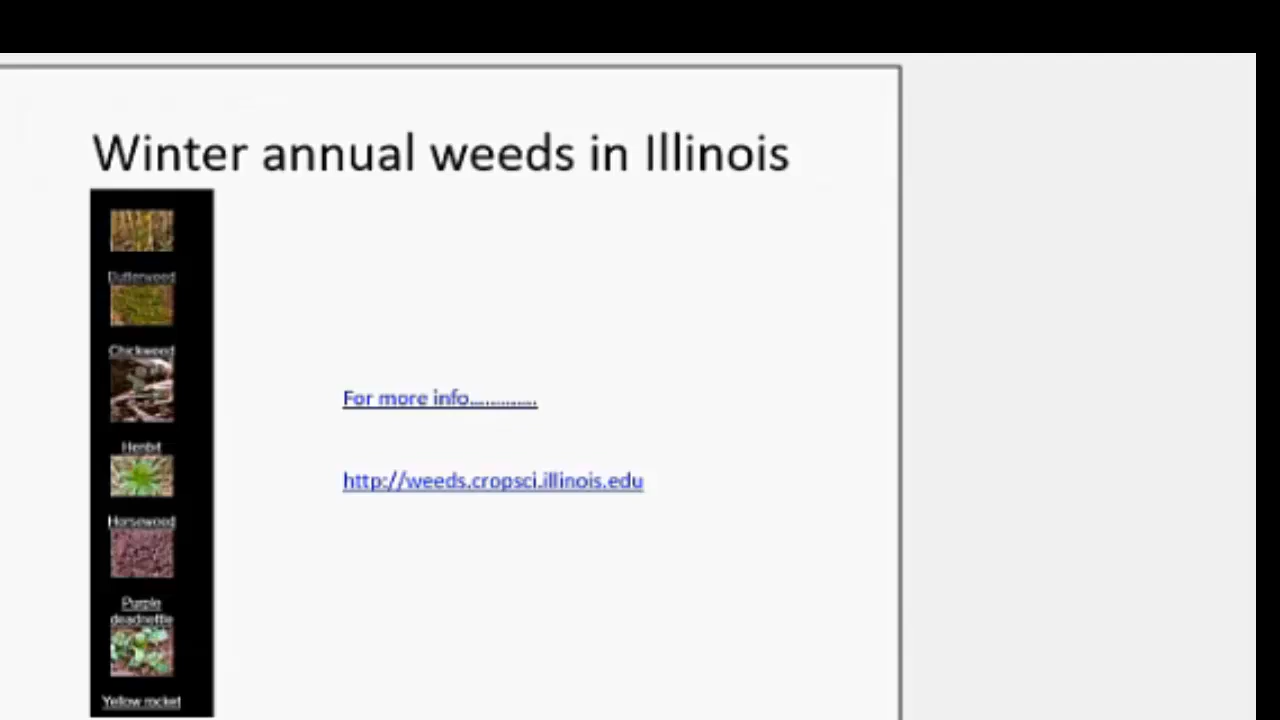 Winter annual weeds in Illinois
Butterweed
Chickweed
Henbit
Horseweed
Purple
deadnettle
Yellow rocket
For more info.............
http://weeds.cropsci.illinois.edu